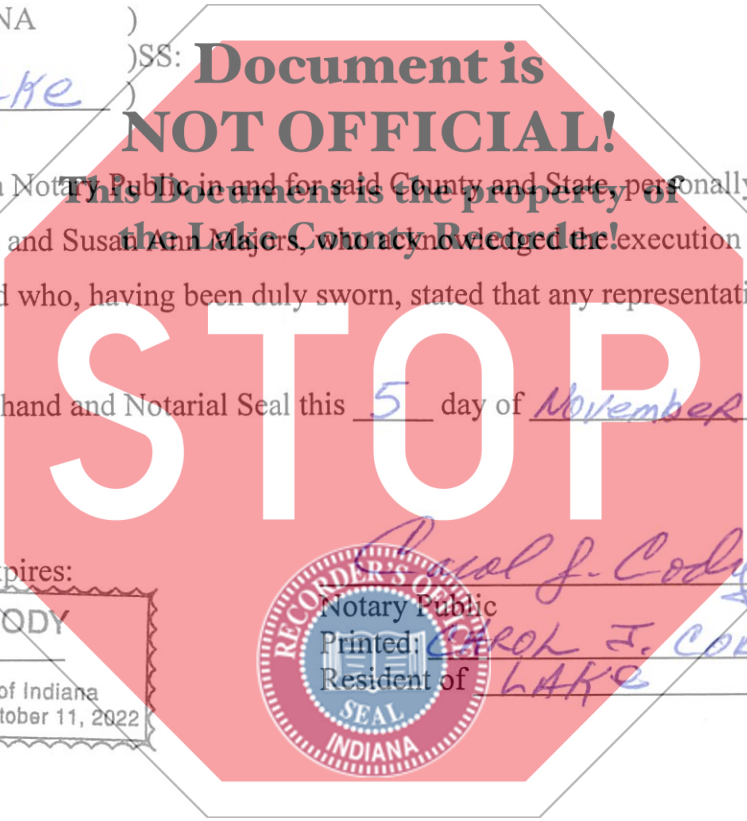 NA )
)SS:
Document is
ke )
NOT OFFICIAL!
Notary Public in and for said County and State, personally
This Document is the property of
and Susan Ann Majers, who acknowledged the execution
the Lake County Recorder!
d who, having been duly sworn, stated that any representati
STOP
hand and Notarial Seal this 5 day of November
pires:
Carol J. Cody
ODY
RECORDER'S OFFICE
Notary Public
Printed: CAROL J. CO
of Indiana
Resident of LAKE
tober 11, 2022
SEAL
INDIANA